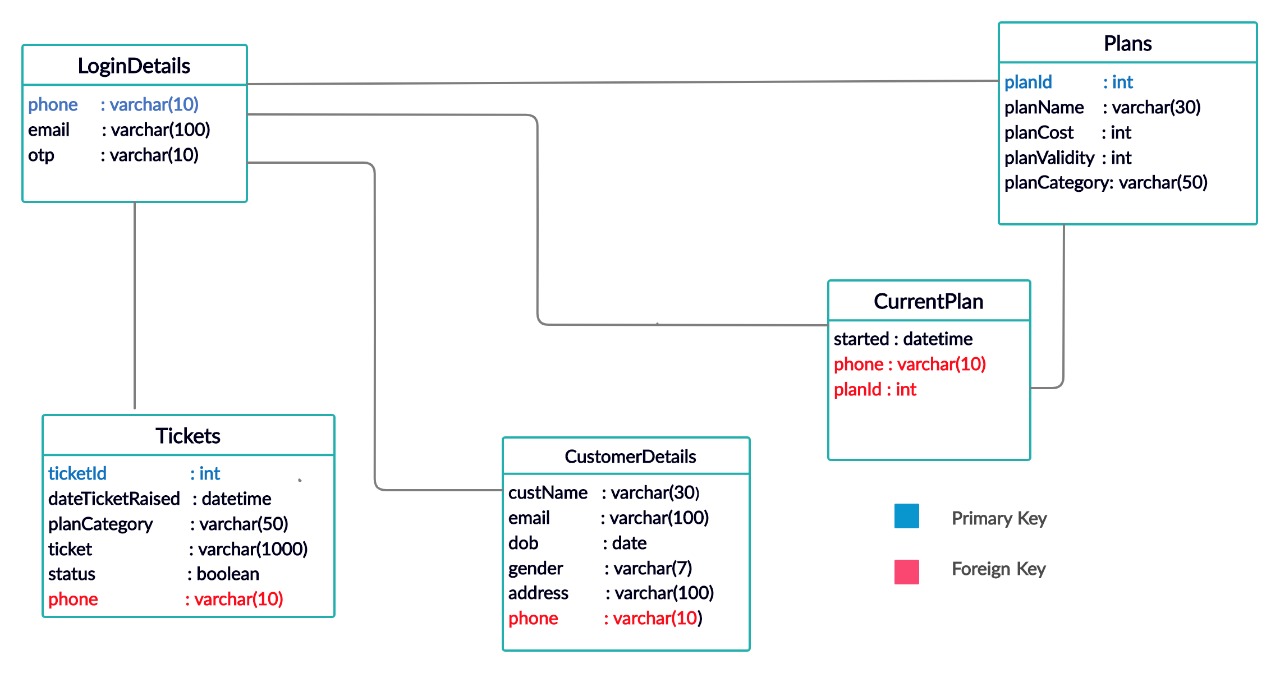 LoginDetails
phone : varchar(10)
email : varchar(100)
otp : varchar(10)
Plans
planId : int
planName : varchar(30)
planCost : int
planValidity : int
planCategory: varchar(50)
CurrentPlan
started : datetime
phone : varchar(10)
planId : int
Tickets
ticketId : int
dateTicketRaised : datetime
planCategory : varchar(50)
ticket : varchar(1000)
status : boolean
phone : varchar(10)
CustomerDetails
custName : varchar(30)
email : varchar(100)
dob : date
gender : varchar(7)
address : varchar(100)
phone : varchar(10)
Primary Key
Foreign Key